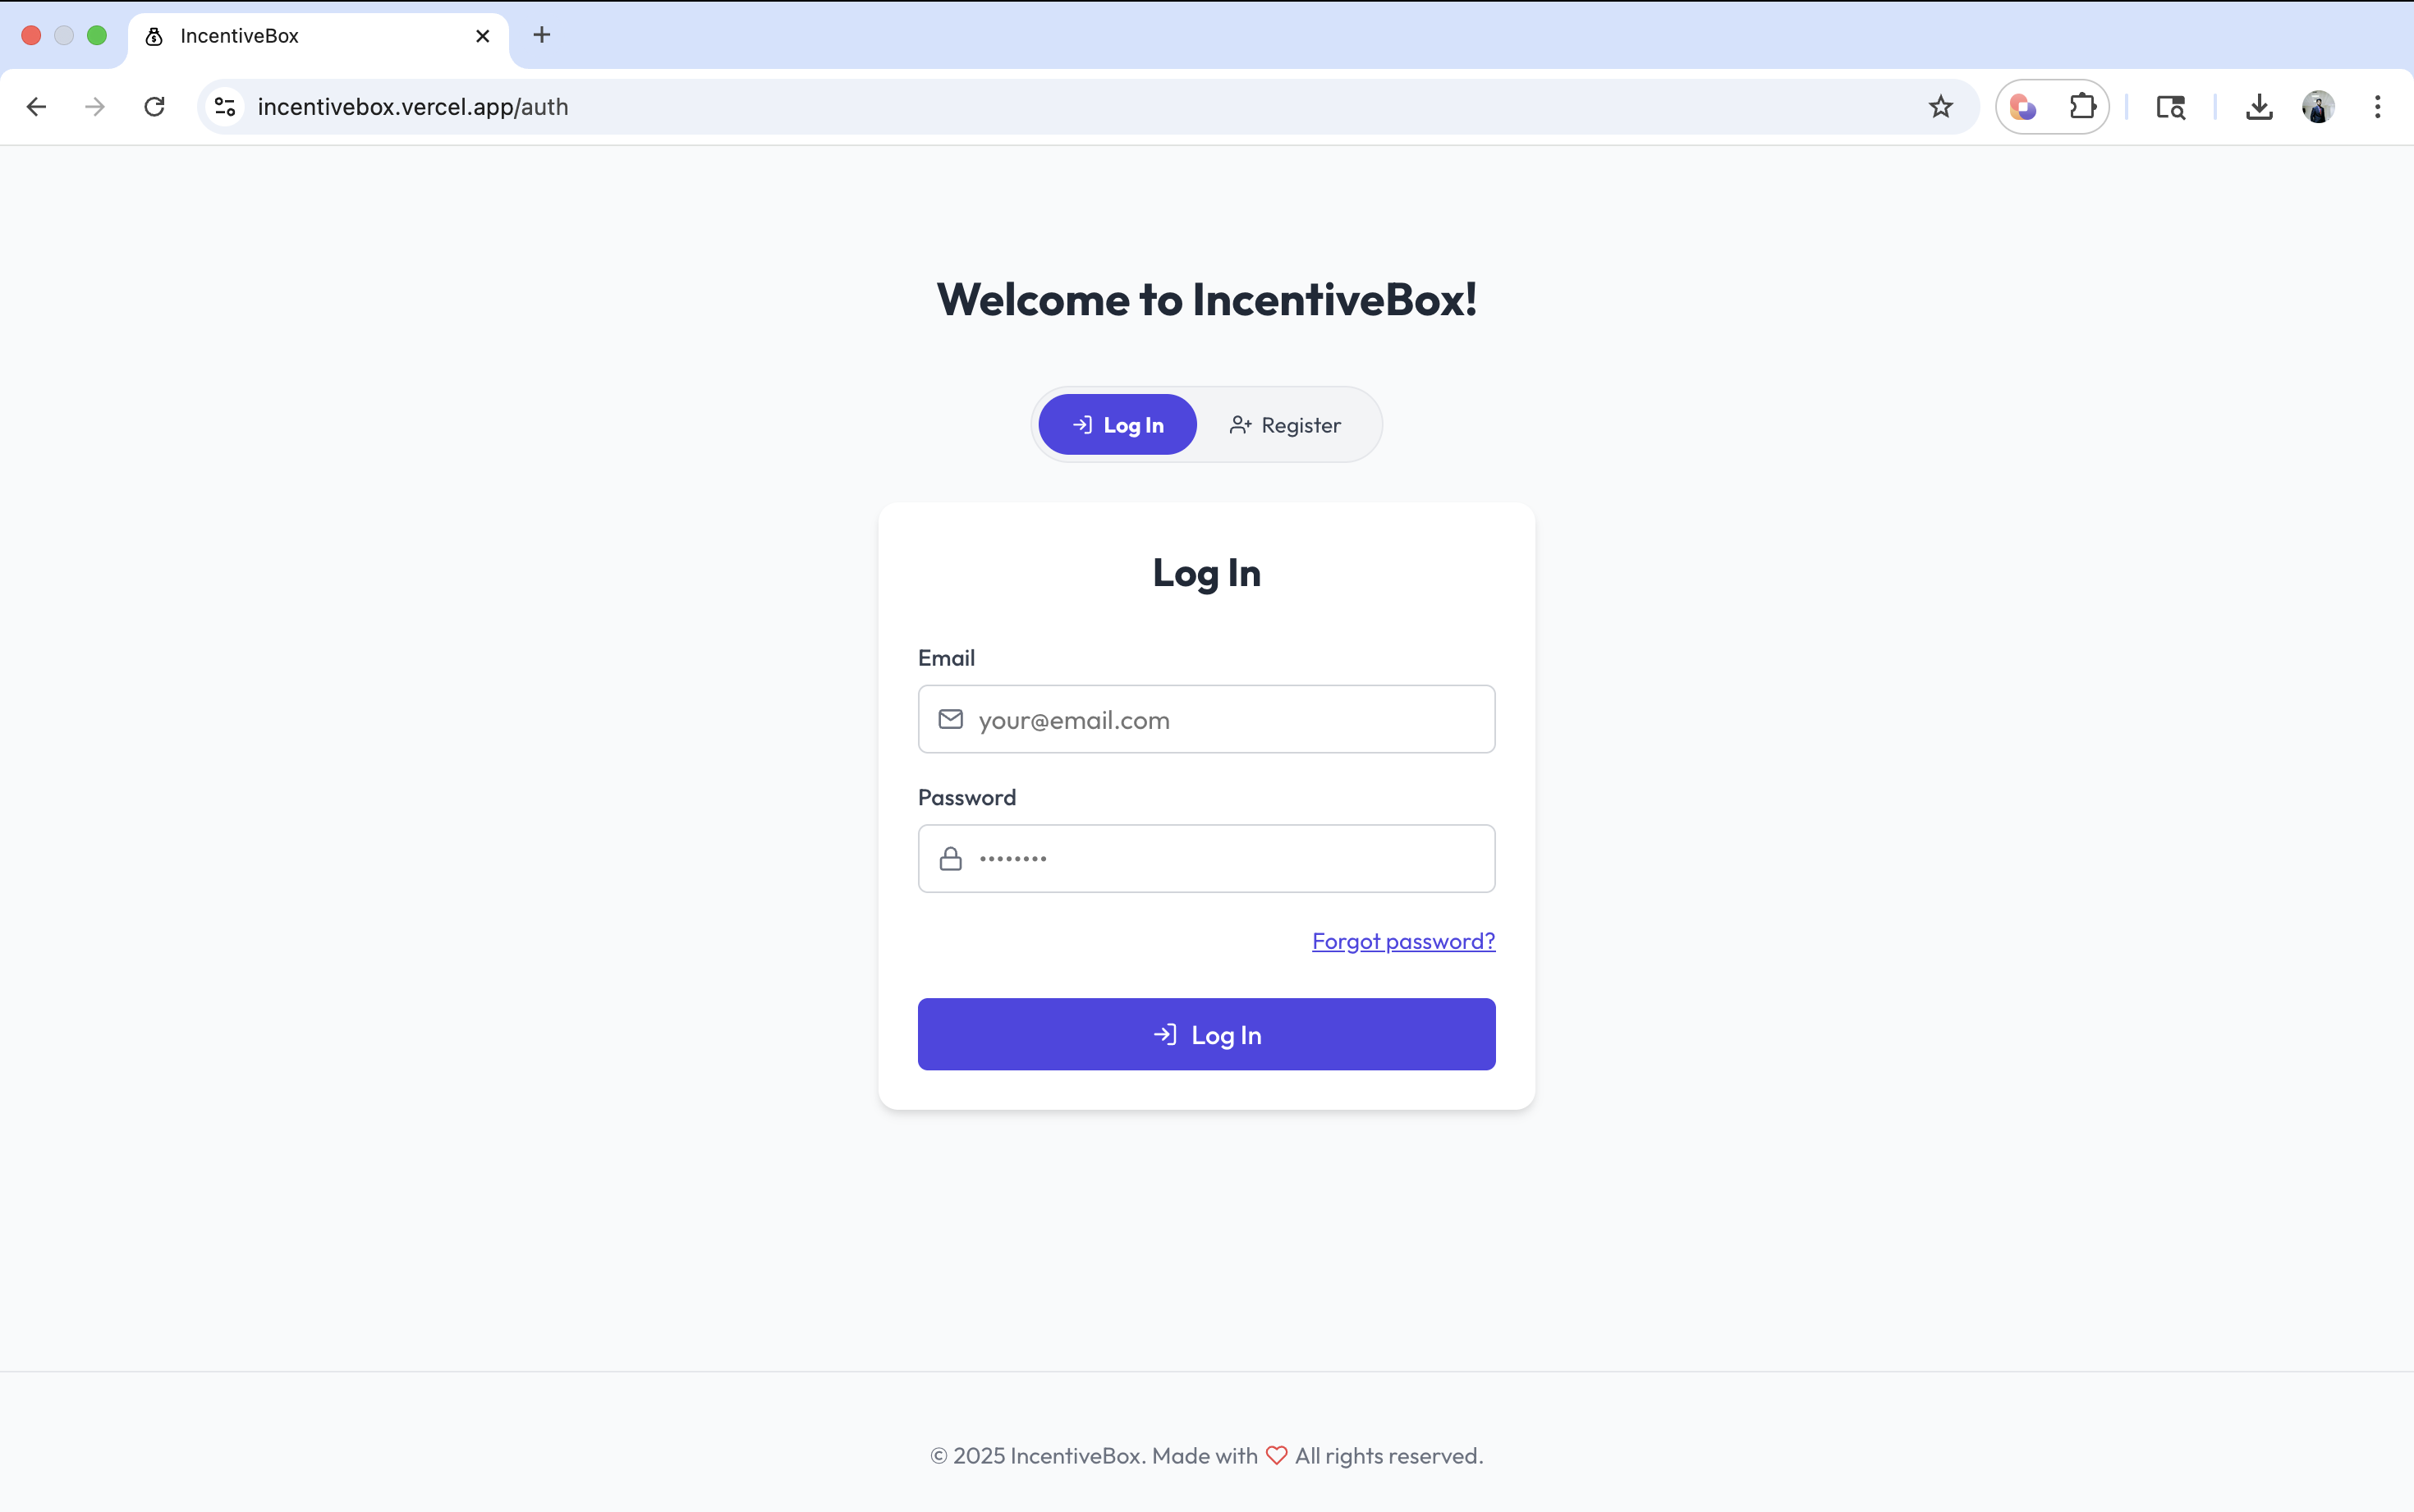 IncentiveBox
incentivebox.vercel.app/auth
Welcome to IncentiveBox!
Log In
Register
Log In
Email
your@email.com
Password
••••••••
Forgot password?
Log In
© 2025 IncentiveBox. Made with ♡ All rights reserved.